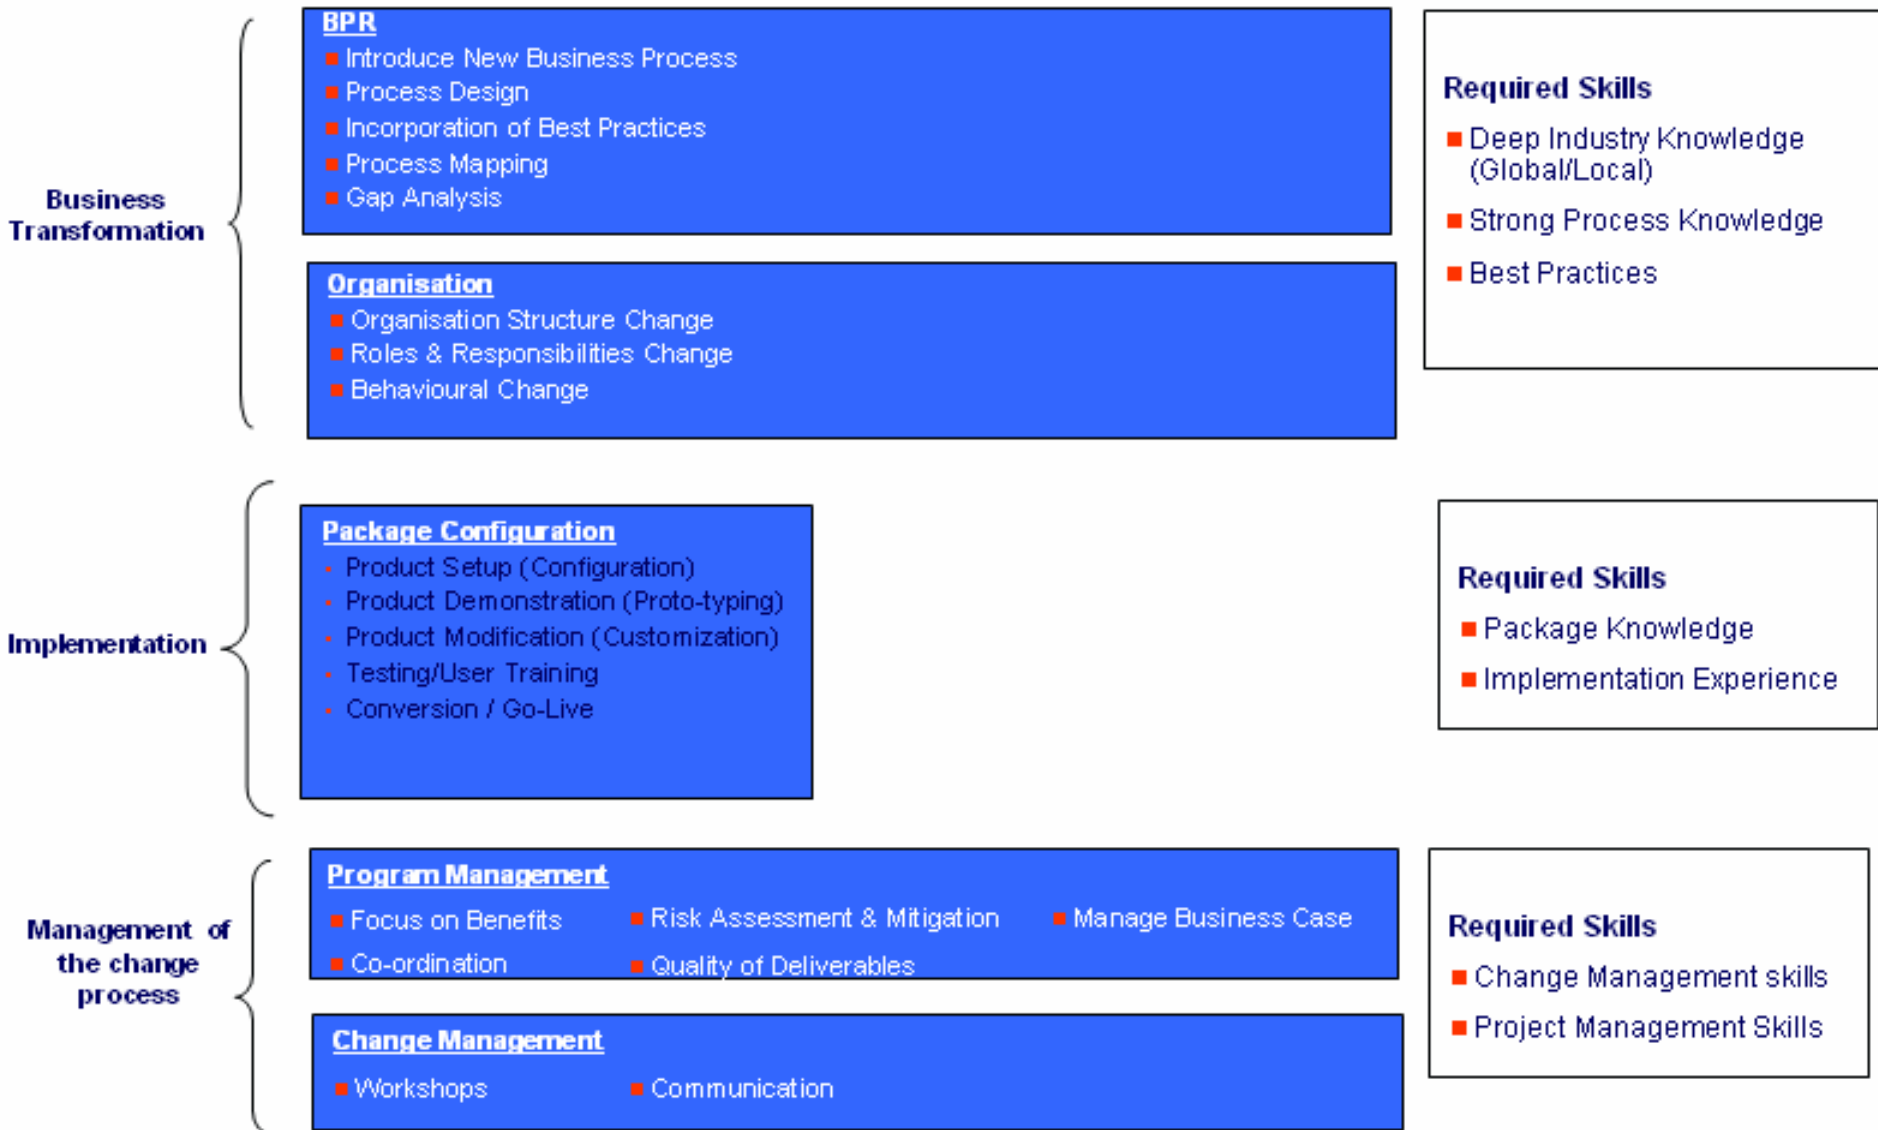 Business
Transformation
BPR
Introduce New Business Process
Process Design
Incorporation of Best Practices
Process Mapping
Gap Analysis
Organisation
Organisation Structure Change
Roles & Responsibilities Change
Behavioural Change
Required Skills
Deep Industry Knowledge
(Global/Local)
Strong Process Knowledge
Best Practices
Implementation
Package Configuration
Product Setup (Configuration)
Product Demonstration (Proto-typing)
Product Modification (Customization)
Testing/User Training
Conversion / Go-Live
Required Skills
Package Knowledge
Implementation Experience
Management of
the change
process
Program Management
Focus on Benefits
Risk Assessment & Mitigation
Manage Business Case
Co-ordination
Quality of Deliverables
Change Management
Workshops
Communication
Required Skills
Change Management skills
Project Management Skills